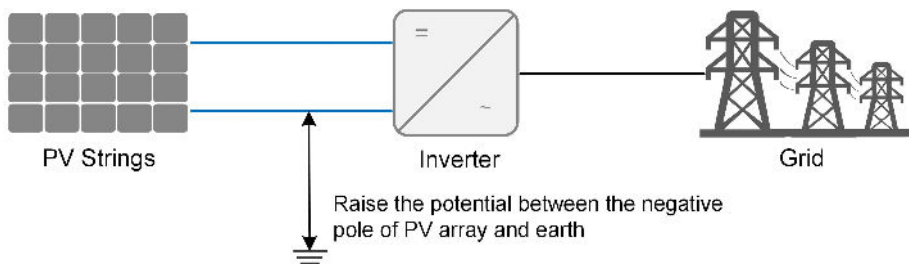 =
~
PV Strings
Inverter
Grid
Raise the potential between the negative
pole of PV array and earth